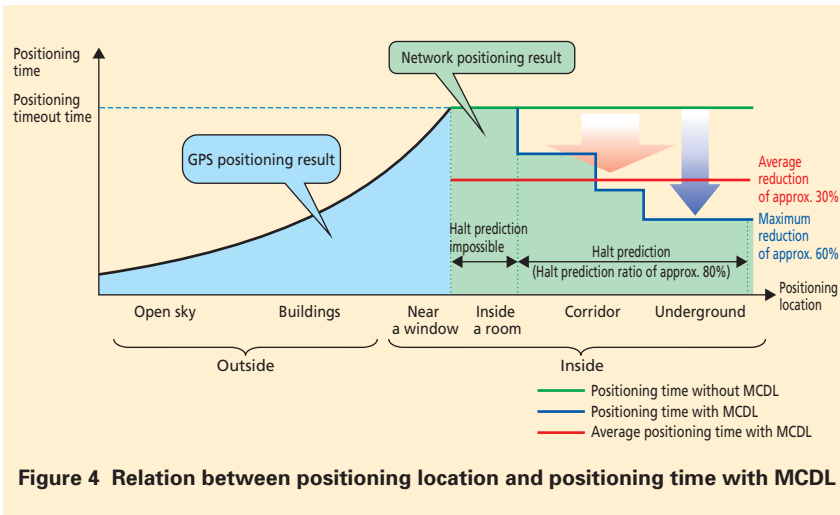 Positioning
time
Network positioning result
Positioning
timeout time
GPS positioning result
Average
reduction
of approx. 30%
Maximum
reduction
of approx. 60%
Halt prediction
impossible
Halt prediction
(Halt prediction ratio of approx. 80%)
Positioning
location
Open sky
Buildings
Near
a window
Inside
a room
Corridor
Underground
Outside
Inside
Positioning time without MCDL
Positioning time with MCDL
Average positioning time with MCDL
Figure 4 Relation between positioning location and positioning time with MCDL